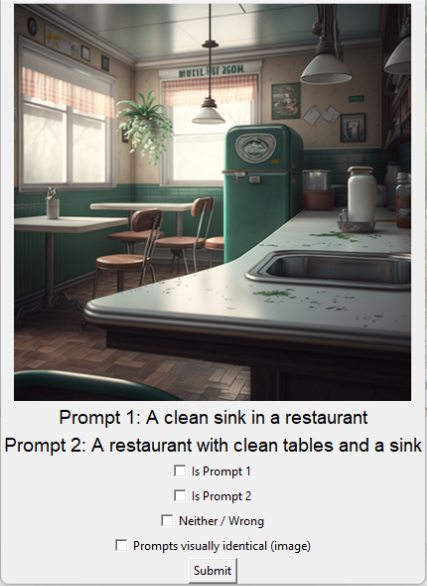 Prompt 1: A clean sink in a restaurant
Prompt 2: A restaurant with clean tables and a sink
Is Prompt 1
Is Prompt 2
Neither / Wrong
Prompts visually identical (image)
Submit